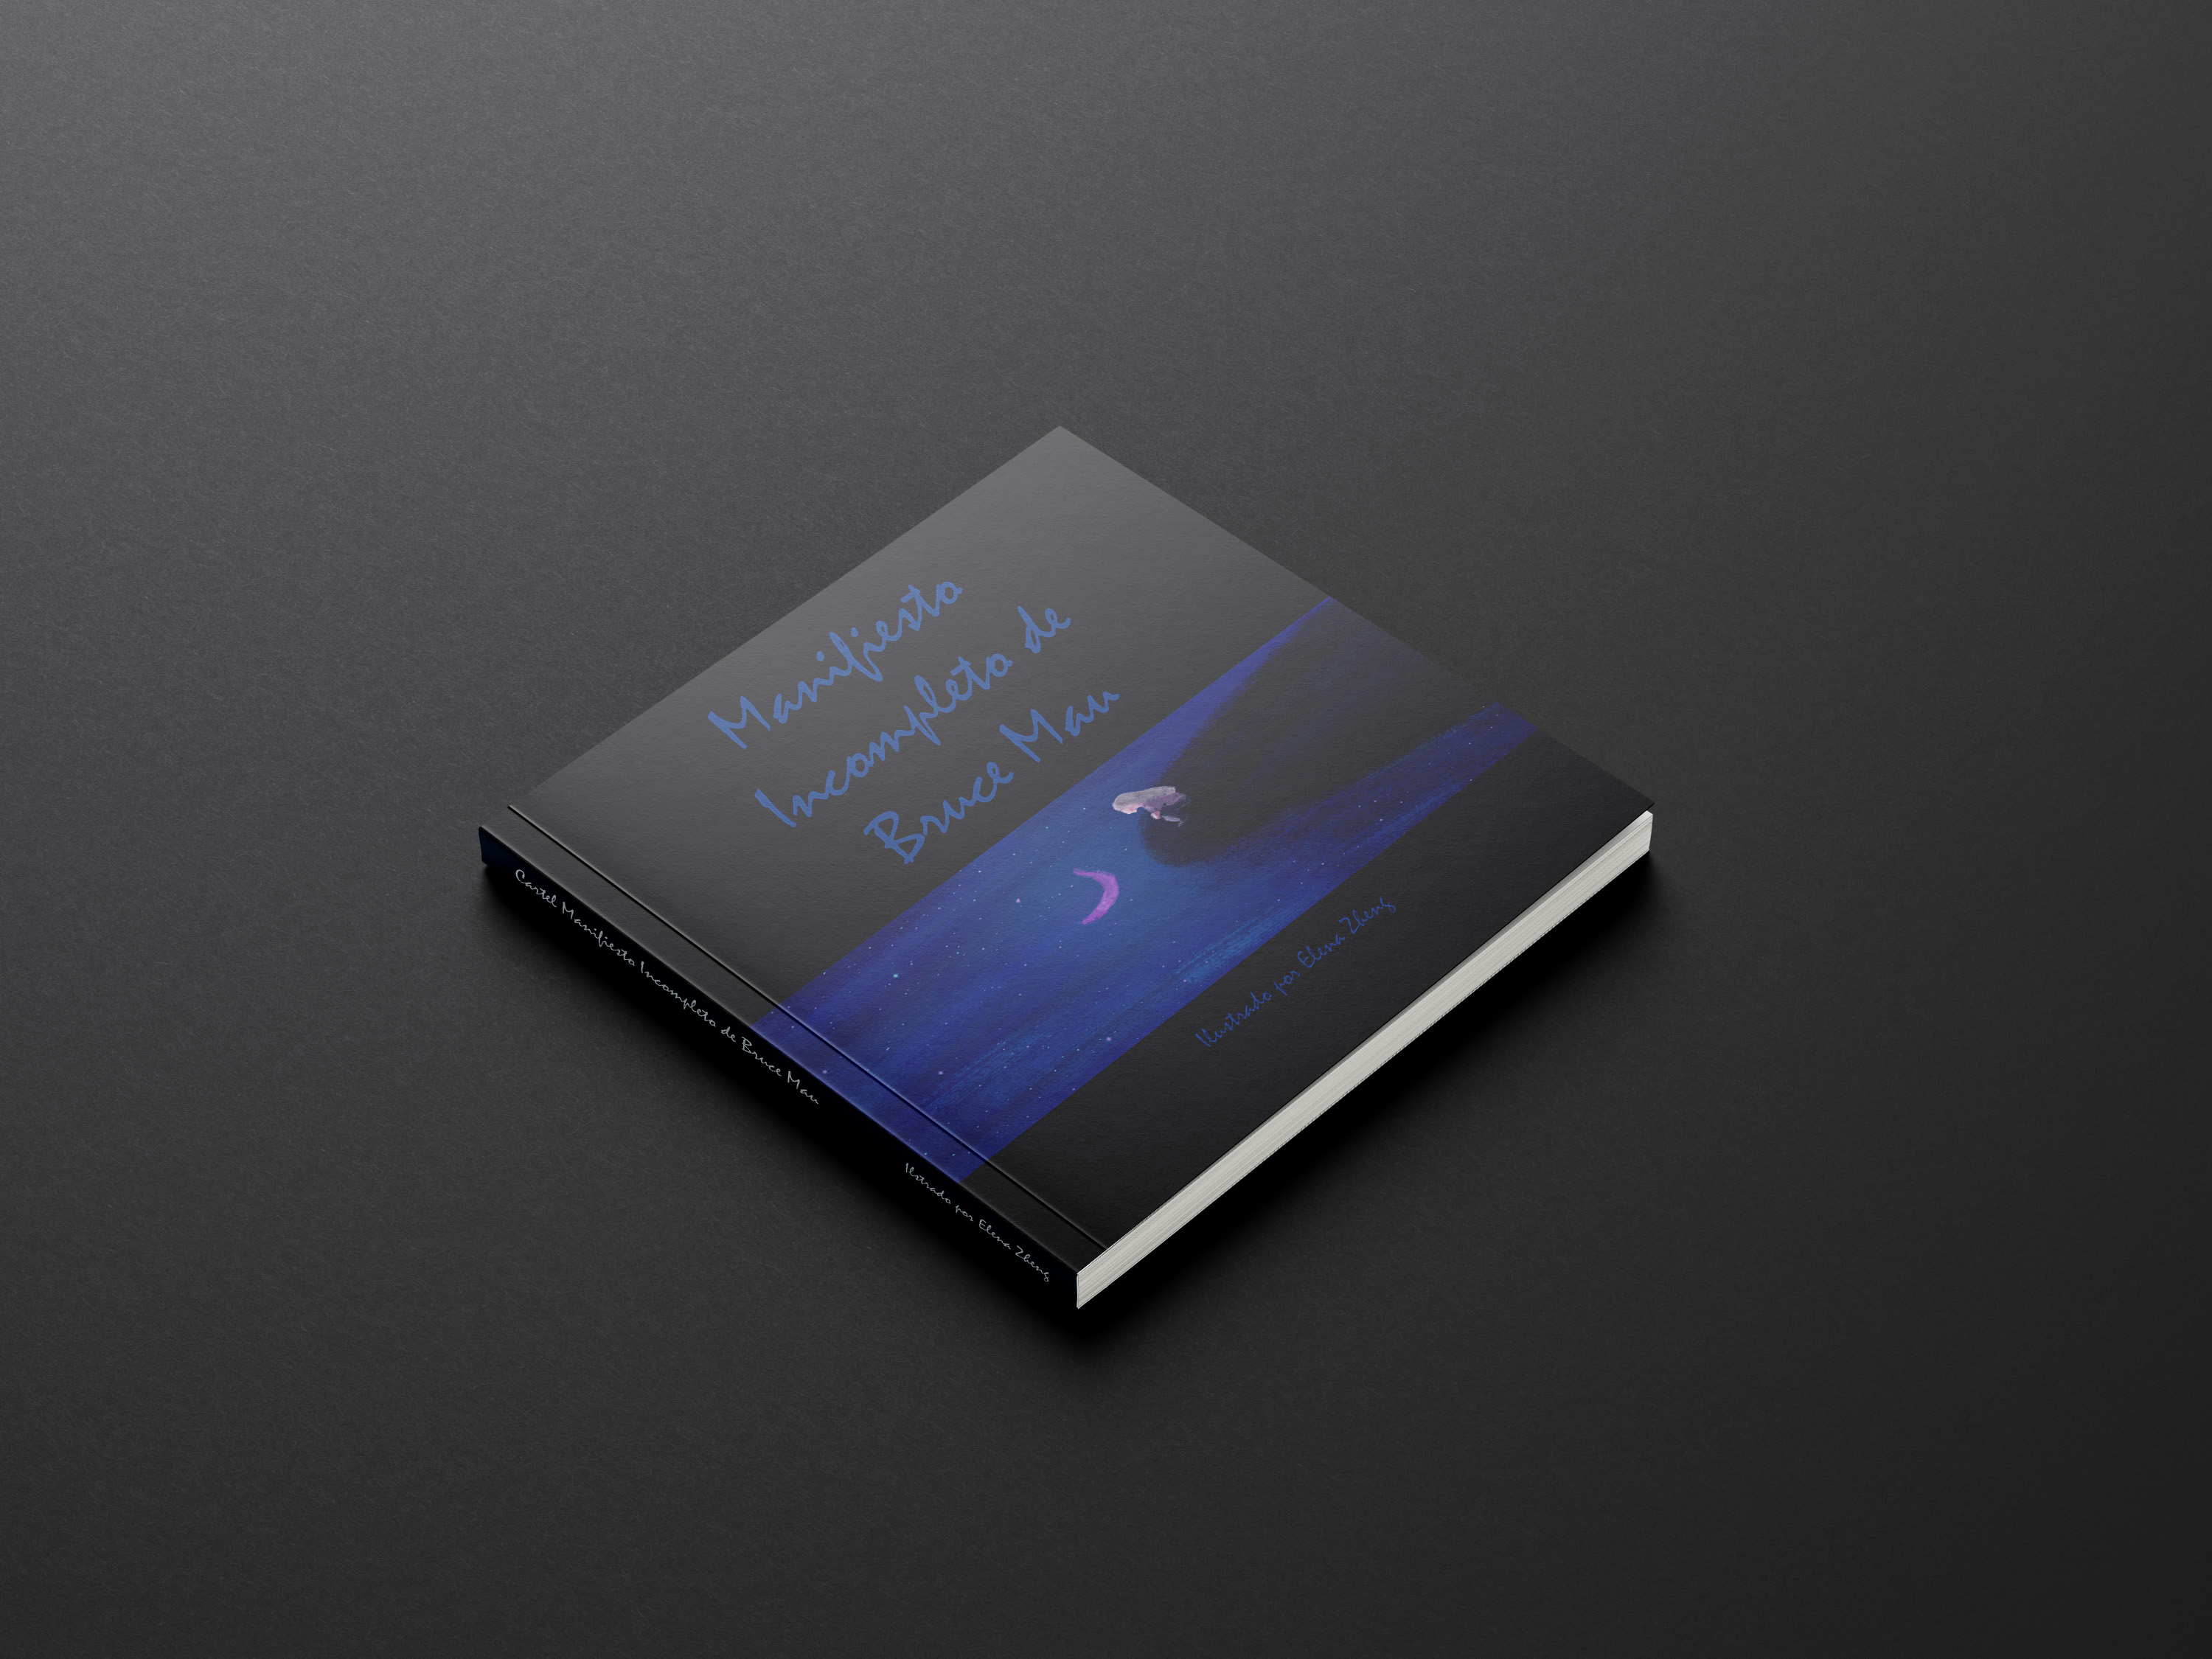 Manifiesto
Incompleto de
Bruce Mau
Ilustrado por Elena Zheng
Cartel Manifiesto Incompleto de Bruce Mau
Ilstrado por Elena Zheng